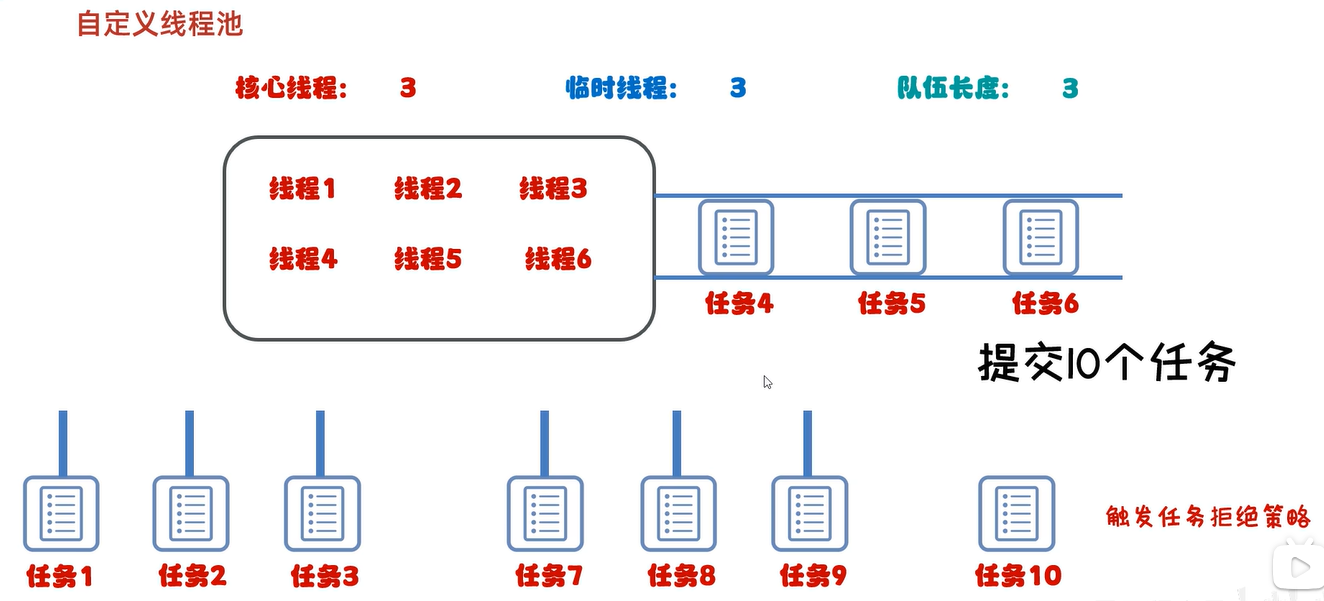 自定义线程池
核心线程: 3 临时线程: 3 队伍长度: 3
线程1 线程2 线程3
线程4 线程5 线程6
任务4 任务5 任务6
提交10个任务
触发任务拒绝策略
任务1 任务2 任务3 任务7 任务8 任务9 任务10